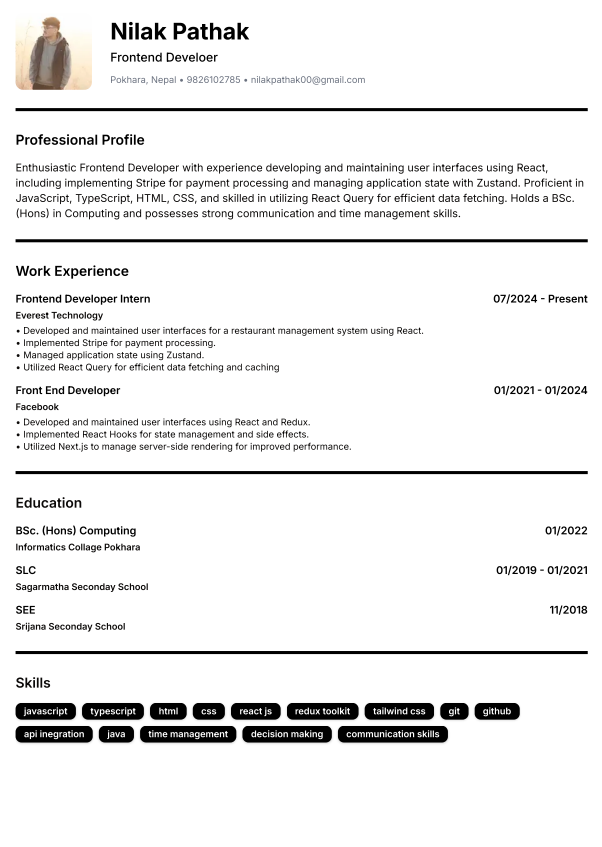 Nilak Pathak
Frontend Develoer
Pokhara, Nepal • 9826102785 • nilakpathak00@gmail.com
Professional Profile
Enthusiastic Frontend Developer with experience developing and maintaining user interfaces using React,
including implementing Stripe for payment processing and managing application state with Zustand. Proficient in
JavaScript, TypeScript, HTML, CSS, and skilled in utilizing React Query for efficient data fetching. Holds a BSc.
(Hons) in Computing and possesses strong communication and time management skills.
Work Experience
Frontend Developer Intern 07/2024 - Present
Everest Technology
• Developed and maintained user interfaces for a restaurant management system using React.
• Implemented Stripe for payment processing.
• Managed application state using Zustand.
• Utilized React Query for efficient data fetching and caching
Front End Developer 01/2021 - 01/2024
Facebook
• Developed and maintained user interfaces using React and Redux.
• Implemented React Hooks for state management and side effects.
• Utilized Next.js to manage server-side rendering for improved performance.
Education
BSc. (Hons) Computing 01/2022
Informatics Collage Pokhara
SLC 01/2019 - 01/2021
Sagarmatha Seconday School
SEE 11/2018
Srijana Seconday School
Skills
javascript typescript html css react js redux toolkit tailwind css git github
api inegration java time management decision making communication skills